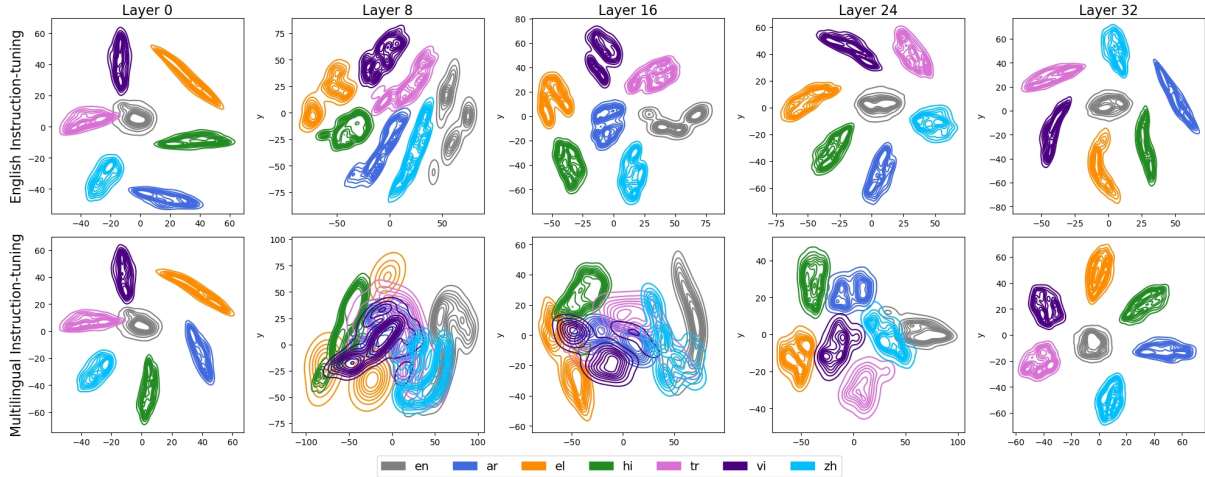 Layer 0 Layer 8 Layer 16 Layer 24 Layer 32
English Instruction-tuning
60 40 20 0 −20 −40
−40 −20 0 20 40 60
y
75 50 25 0 −25 −50 −75
−50 0 50
y
80 60 40 20 0 −20 −40 −60
−50 −25 0 25 50 75
y
60 40 20 0 −20 −40 −60
−75 −50 −25 0 25 50
y
60 40 20 0 −20 −40 −60 −80
−50 −25 0 25 50
Multilingual Instruction-tuning
60 40 20 0 −20 −40 −60
−40 −20 0 20 40 60
y
100 75 50 25 0 −25 −50 −75
−100 −50 0 50 100
y
60 40 20 0 −20 −40 −60
−50 0 50
y
40 20 0 −20 −40
−50 0 50 100
y
60 40 20 0 −20 −40 −60
−60 −40 −20 0 20 40 60
en ar el hi tr vi zh